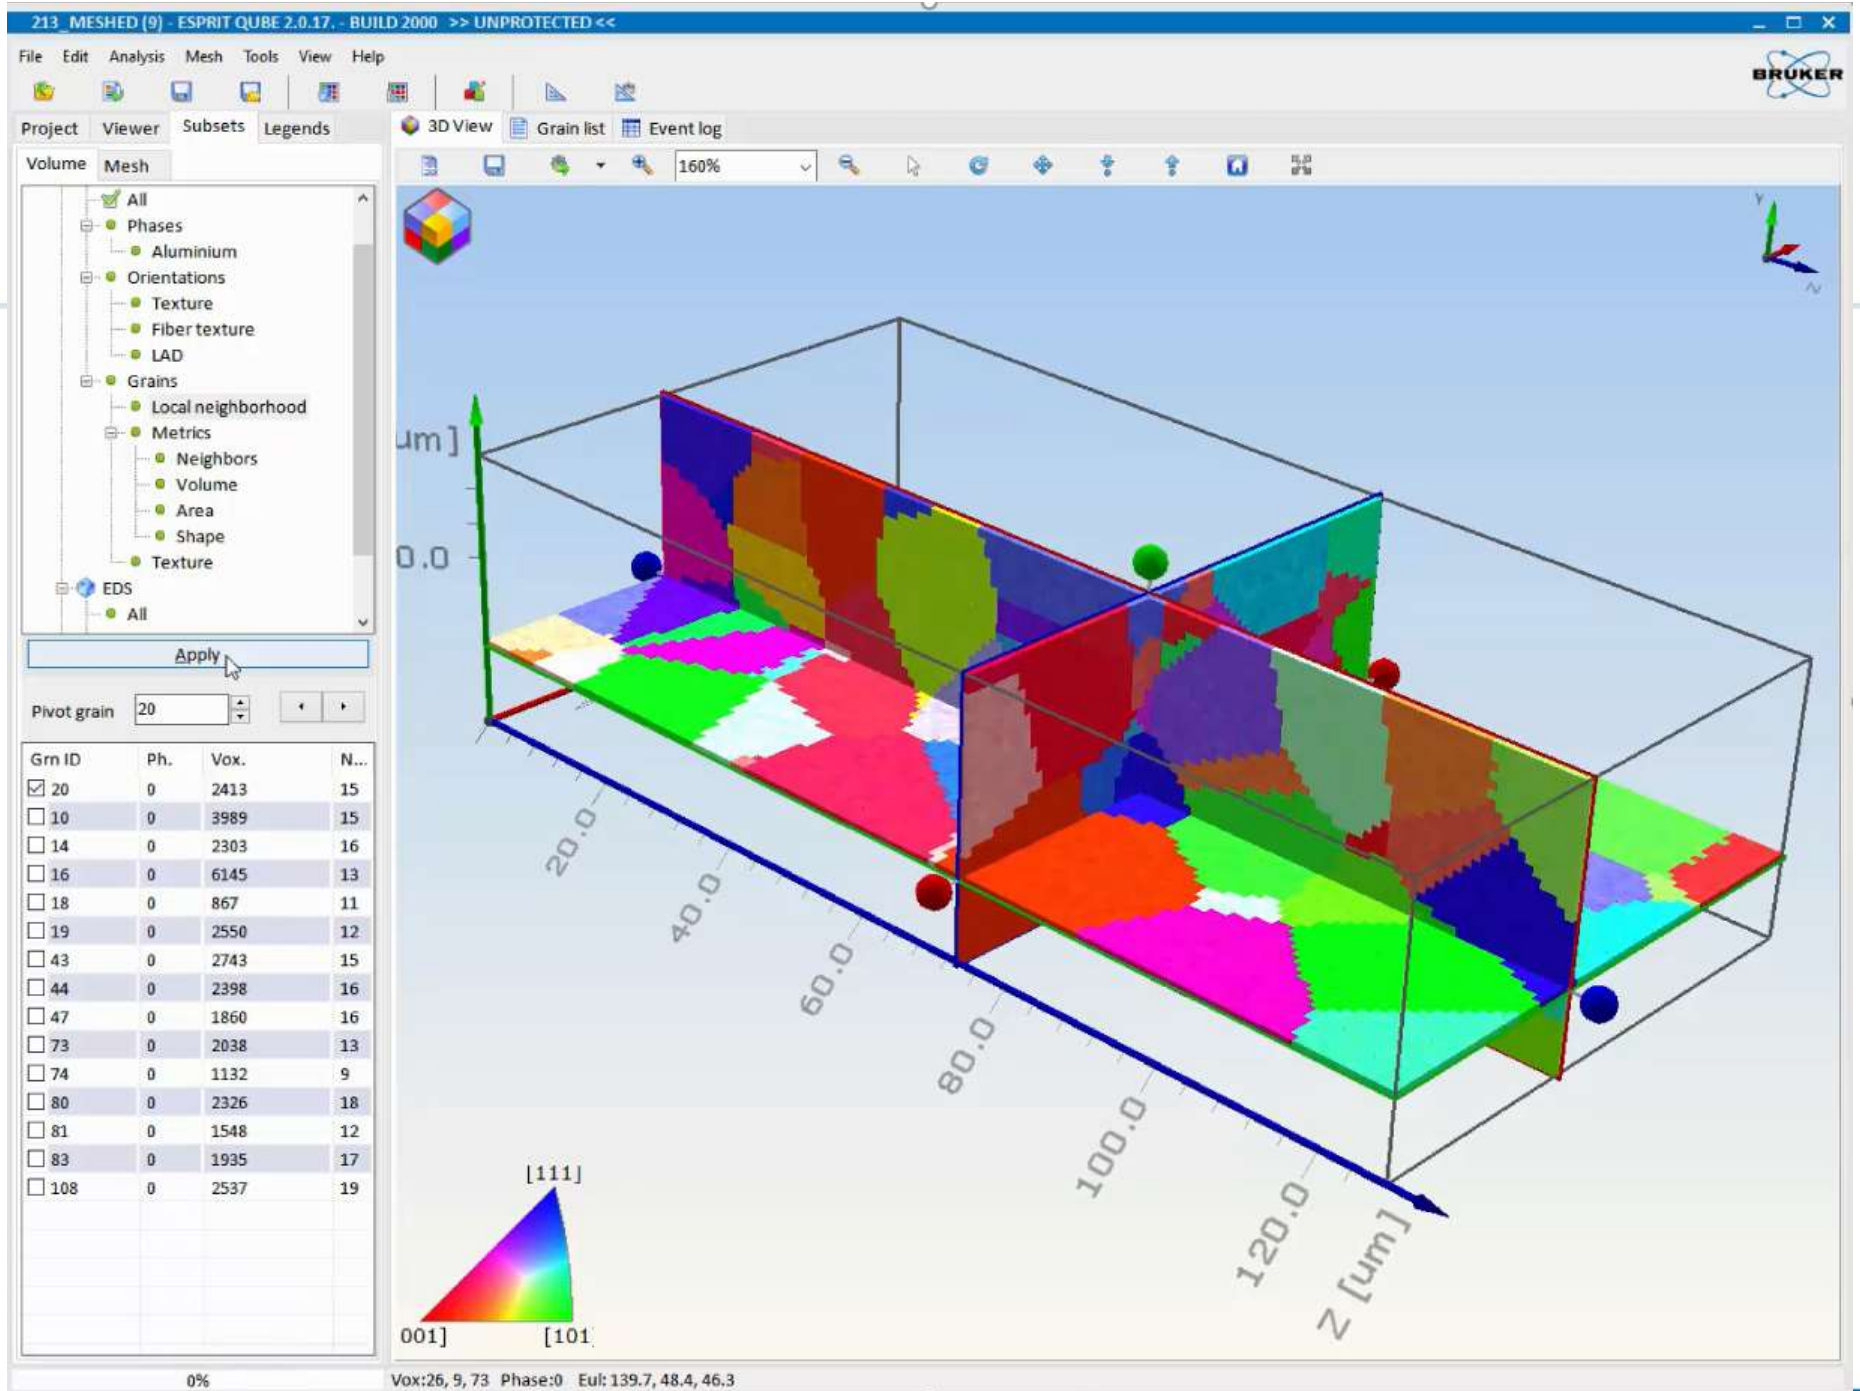 213_MESHED (9) - ESPRIT QUBE 2.0.17. - BUILD 2000 >> UNPROTECTED <<
File Edit Analysis Mesh Tools View Help
BRUKER
Project Viewer Subsets Legends
3D View Grain list Event log
Volume Mesh
160%
All
Phases
Aluminium
Orientations
Texture
Fiber texture
LAD
Grains
Local neighborhood
Metrics
Neighbors
Volume
Area
Shape
Texture
EDS
All
Apply
Pivot grain 20
Grn ID Ph. Vox. N...
20 0 2413 15
10 0 3989 15
14 0 2303 16
16 0 6145 13
18 0 867 11
19 0 2550 12
43 0 2743 15
44 0 2398 16
47 0 1860 16
73 0 2038 13
74 0 1132 9
80 0 2326 18
81 0 1548 12
83 0 1935 17
108 0 2537 19
Y
Z
um]
0.0
20.0
40.0
60.0
80.0
100.0
120.0
Z [um]
[111]
001] [101
0% Vox:26, 9, 73 Phase:0 Eul: 139.7, 48.4, 46.3